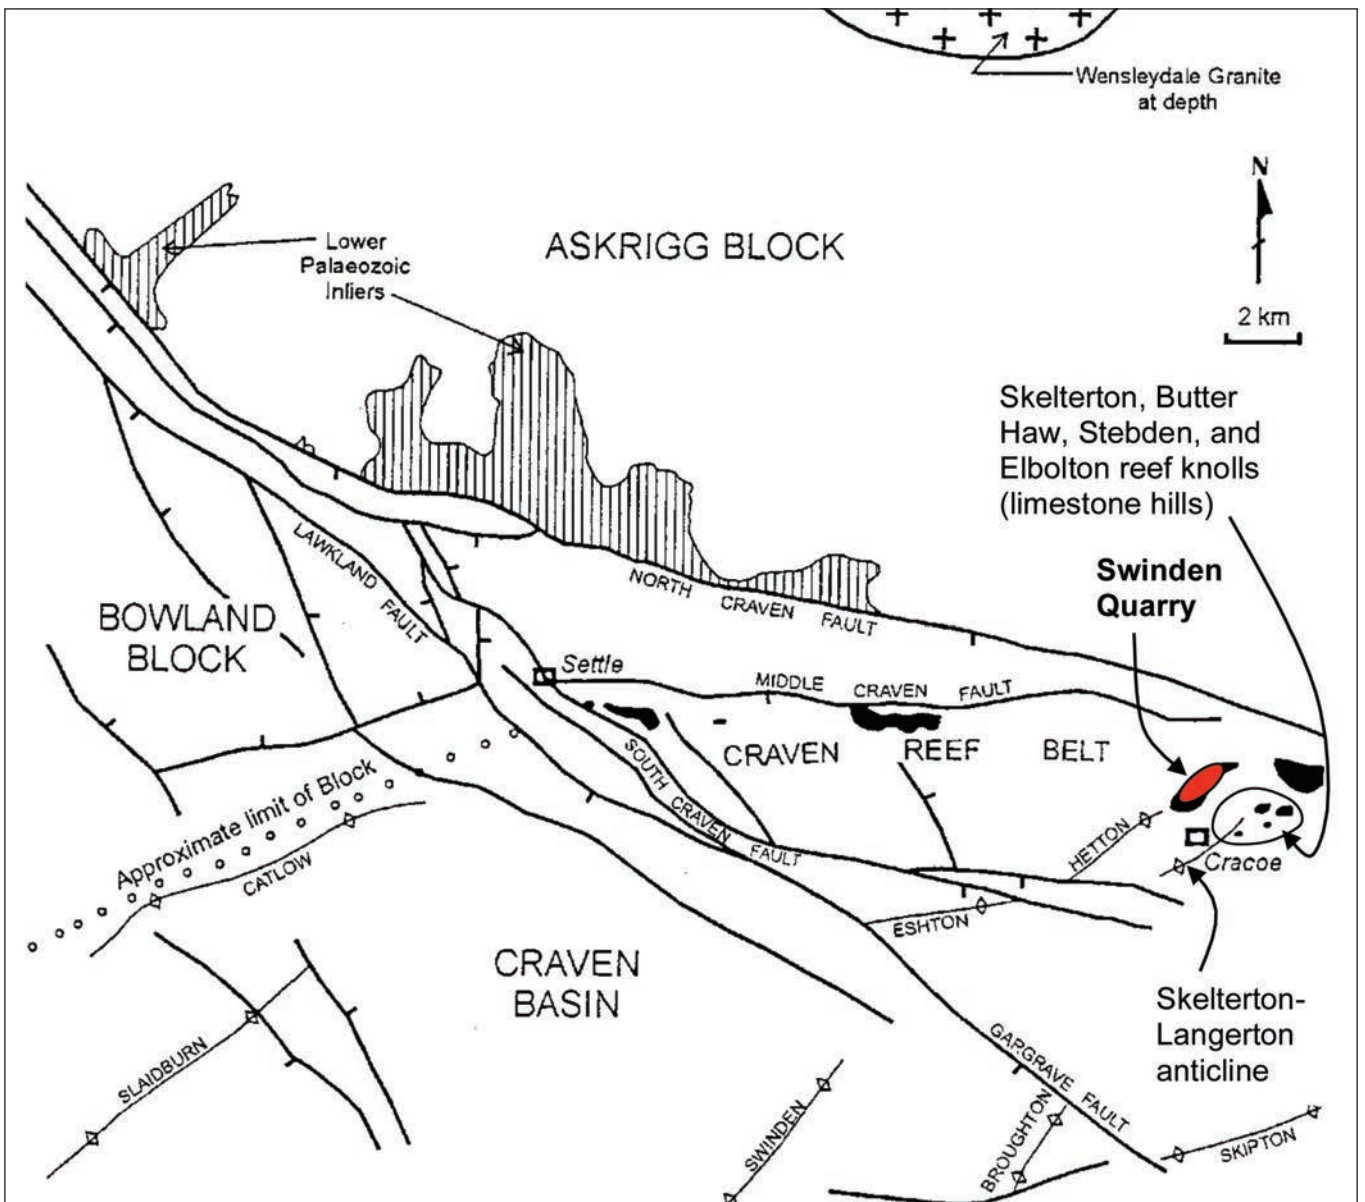 Wensleydale Granite
at depth
N
2 km
ASKRIGG BLOCK
Lower
Palaeozoic
Inliers
Skelterton, Butter
Haw, Stebden, and
Elbolton reef knolls
(limestone hills)
Swinden
Quarry
LAWKLAND FAULT
NORTH CRAVEN FAULT
BOWLAND
BLOCK
Settle
MIDDLE CRAVEN FAULT
CRAVEN REEF BELT
SOUTH CRAVEN FAULT
Approximate limit of Block
CATLOW
HETTON
Cracoe
ESHTON
CRAVEN
BASIN
Skelterton-
Langerton
anticline
SLAIDBURN
GARGRAVE FAULT
SWINDEN
BROUGHTON
SKIPTON